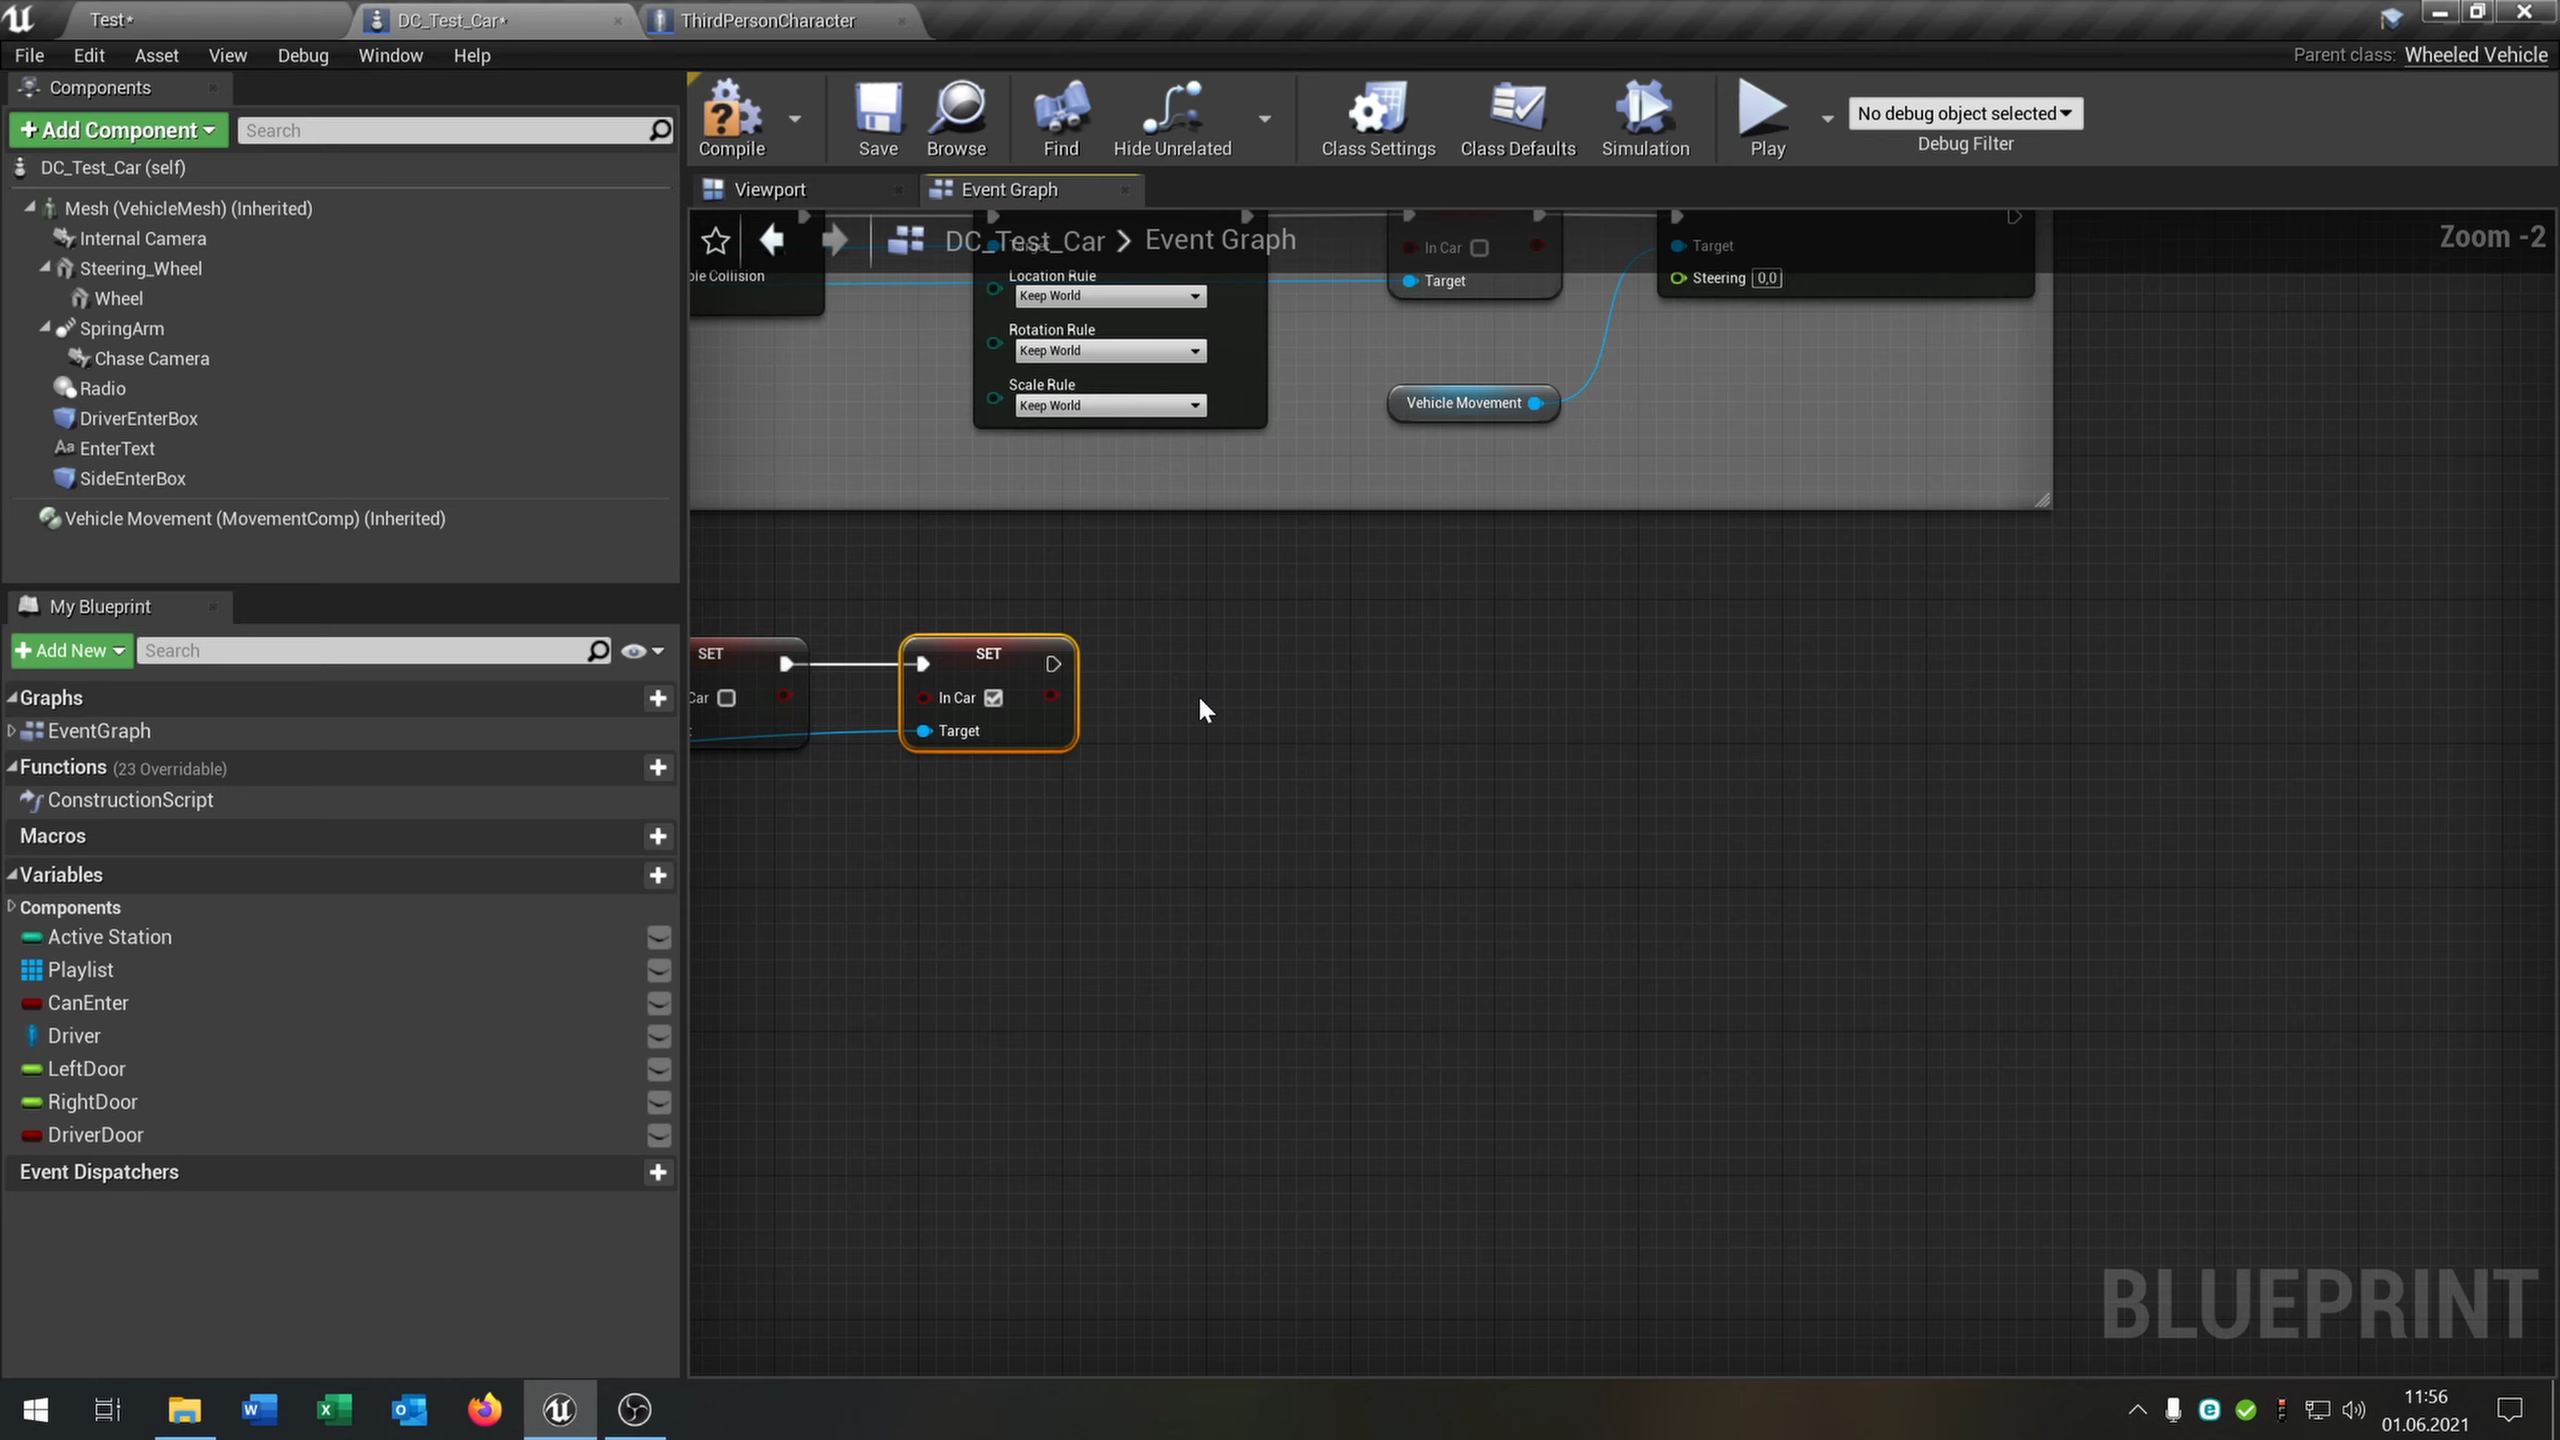 Test*
DC_Test_Car*
ThirdPersonCharacter
File Edit Asset View Debug Window Help
Parent class: Wheeled Vehicle
Components
+ Add Component
Search
DC_Test_Car (self)
Mesh (VehicleMesh) (Inherited)
Internal Camera
Steering_Wheel
Wheel
SpringArm
Chase Camera
Radio
DriverEnterBox
Aa EnterText
SideEnterBox
Vehicle Movement (MovementComp) (Inherited)
My Blueprint
+ Add New
Search
Graphs
EventGraph
Functions (23 Overridable)
ConstructionScript
Macros
Variables
Components
Active Station
Playlist
CanEnter
Driver
LeftDoor
RightDoor
DriverDoor
Event Dispatchers
Compile
Save
Browse
Find
Hide Unrelated
Class Settings
Class Defaults
Simulation
Play
No debug object selected
Debug Filter
Viewport
Event Graph
DC_Test_Car > Event Graph
Zoom -2
ble Collision
Location Rule
Keep World
Rotation Rule
Keep World
Scale Rule
Keep World
In Car
Target
Target
Steering 0,0
Vehicle Movement
SET
Car
SET
In Car
Target
BLUEPRINT
11:56
01.06.2021